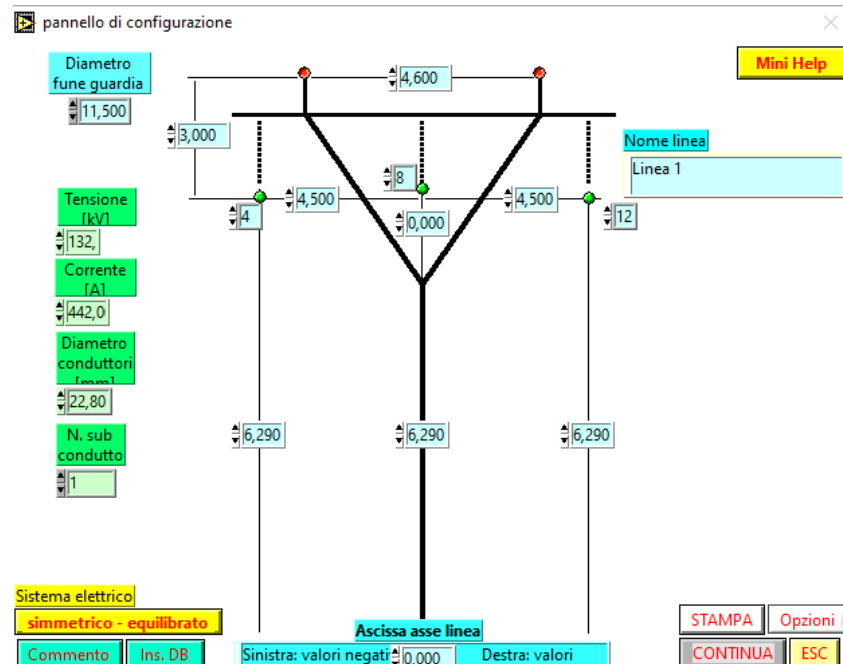 pannello di configurazione
Diametro
fune guardia
11,500
4,600
Mini Help
3,000
Nome linea
Linea 1
8
4,500
4,500
4
0,000
12
Tensione
[kV]
132,
Corrente
[A]
442,0
Diametro
conduttori
[mm]
22,80
6,290
6,290
6,290
N. sub
condutto
1
Sistema elettrico
simmetrico - equilibrato
Ascissa asse linea
STAMPA
Opzioni
Commento
Ins. DB
Sinistra: valori negati
0,000
Destra: valori
CONTINUA
ESC